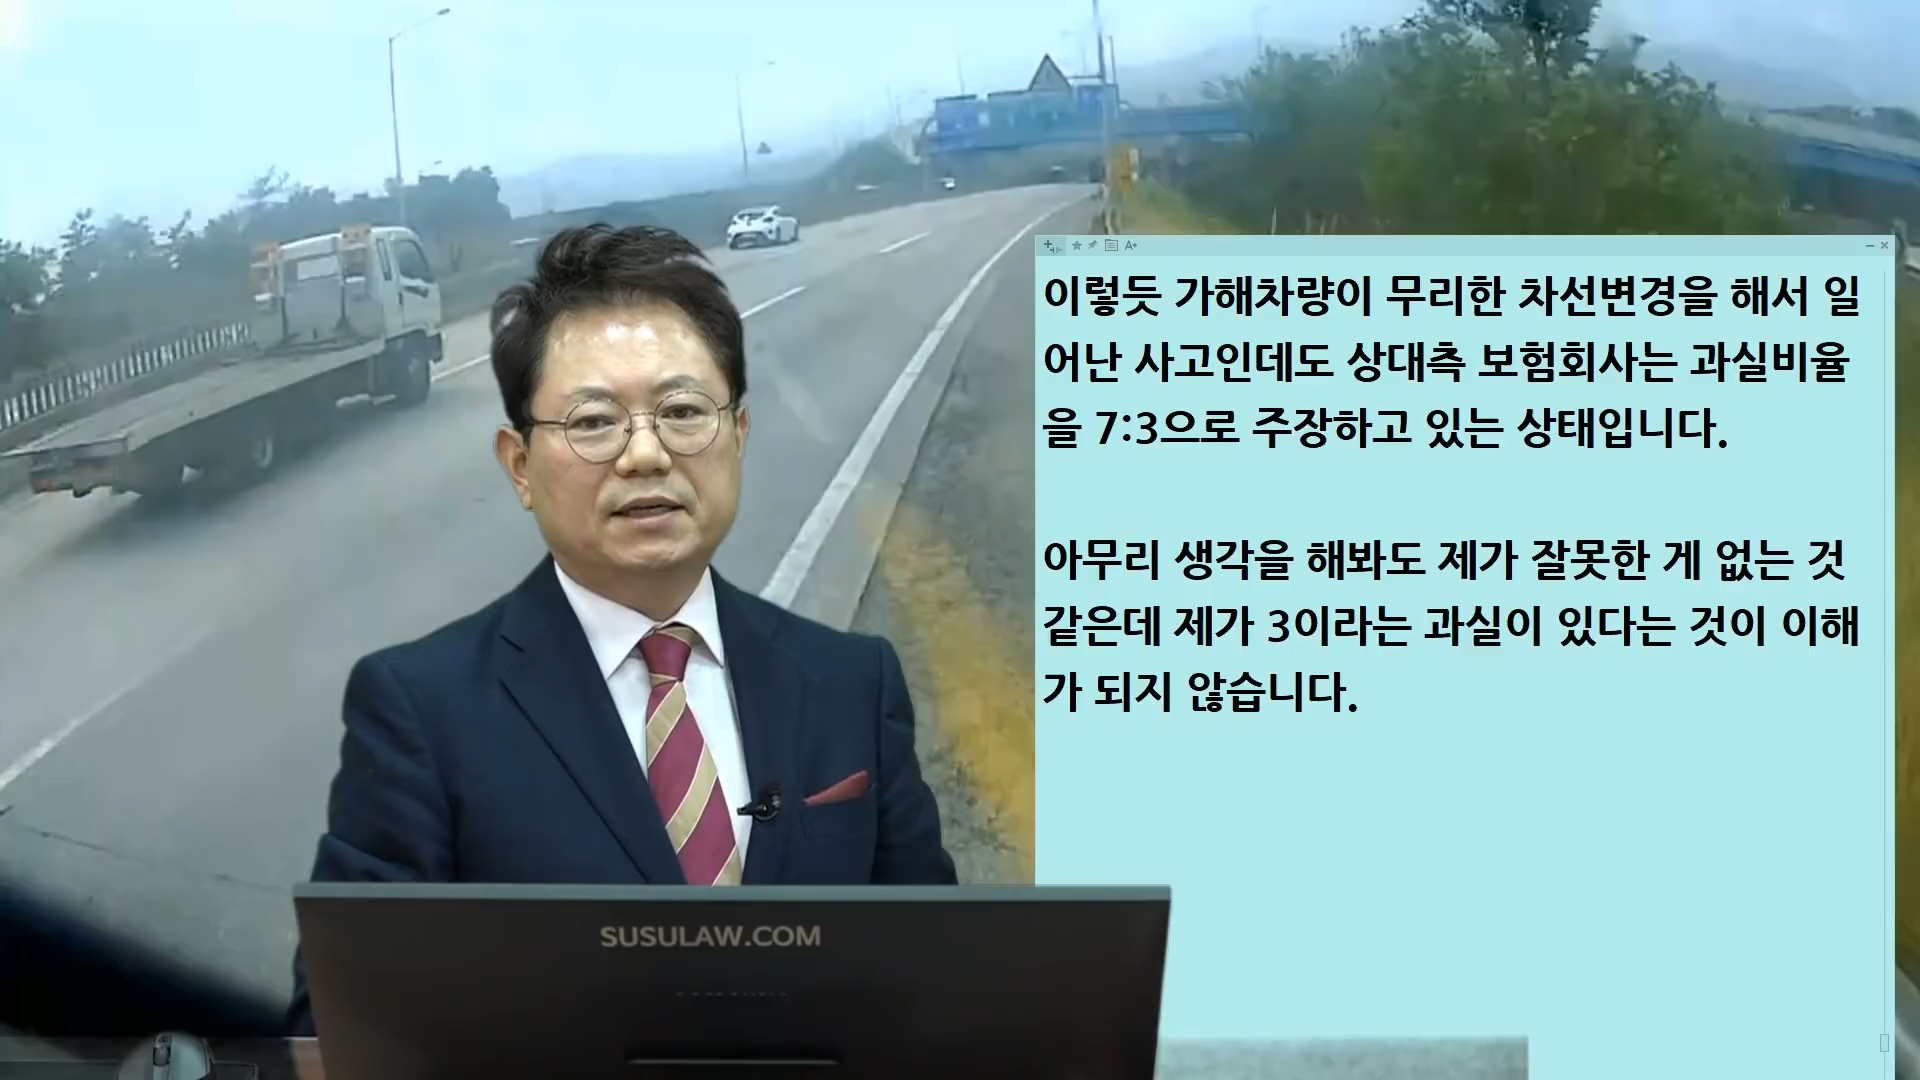 이렇듯 가해차량이 무리한 차선변경을 해서 일
어난 사고인데도 상대측 보험회사는 과실비율
을 7:3으로 주장하고 있는 상태입니다.
아무리 생각을 해봐도 제가 잘못한 게 없는 것
같은데 제가 3이라는 과실이 있다는 것이 이해
가 되지 않습니다.
SUSULAW.COM